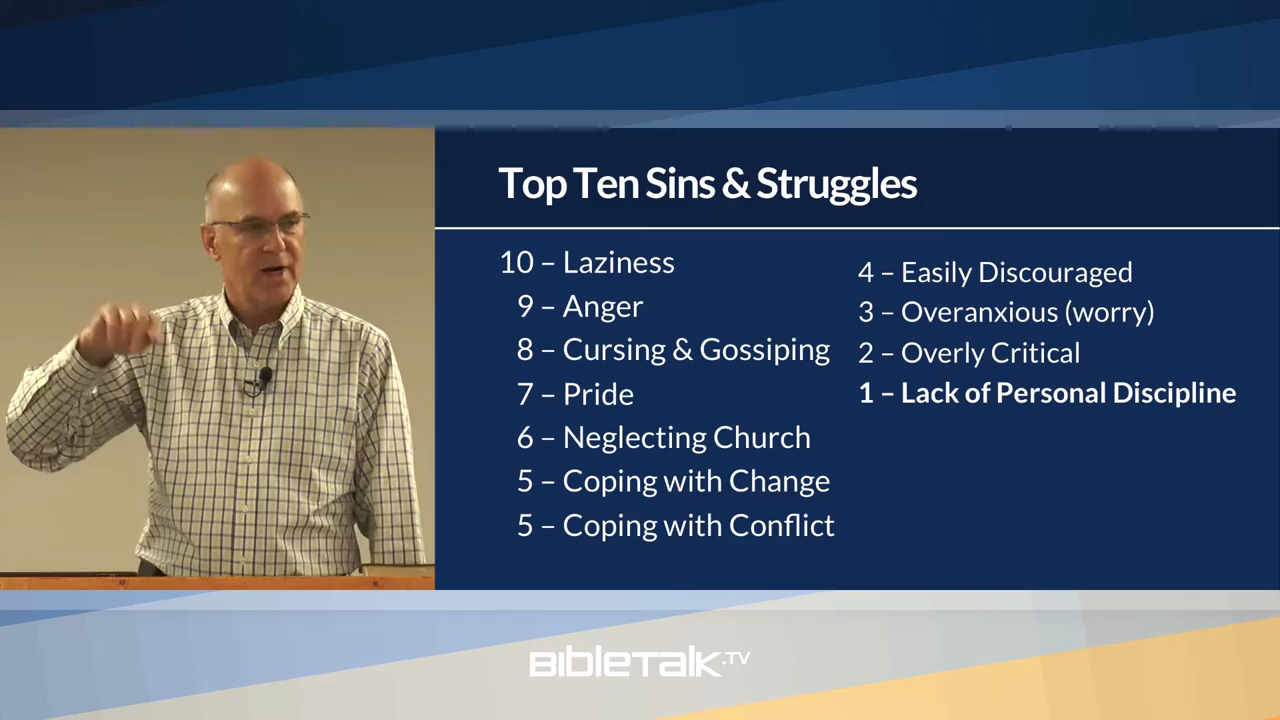 Top Ten Sins & Struggles
10 – Laziness
9 – Anger
8 – Cursing & Gossiping
7 – Pride
6 – Neglecting Church
5 – Coping with Change
5 – Coping with Conflict
4 – Easily Discouraged
3 – Overanxious (worry)
2 – Overly Critical
1 – Lack of Personal Discipline
BIBLETALK.TV